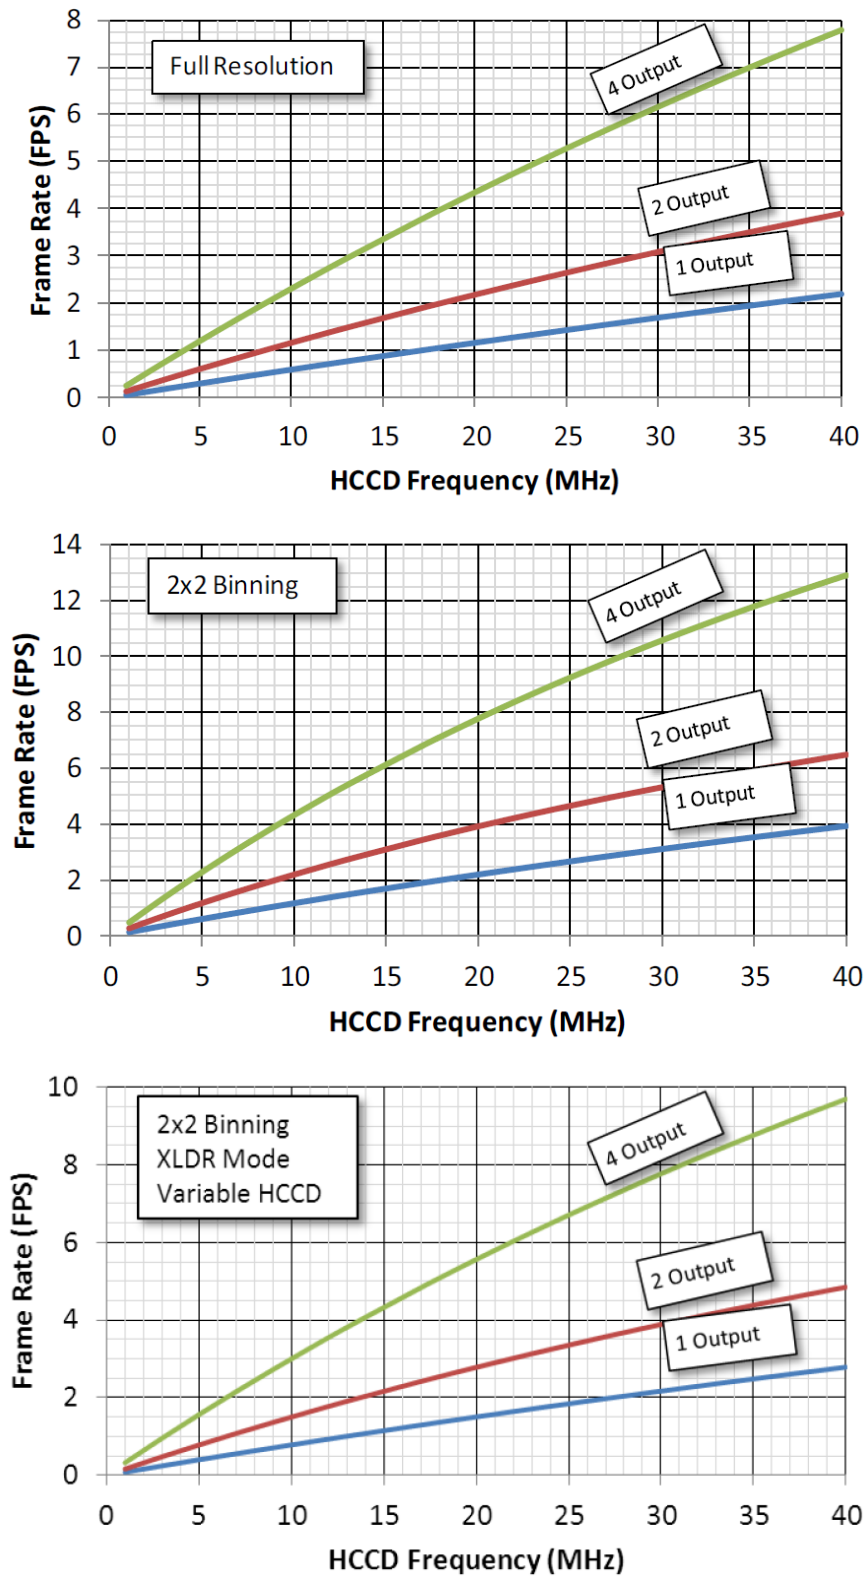 8
7
6
5
4
3
2
1
0
Frame Rate (FPS)
Full Resolution
4 Output
2 Output
1 Output
0 5 10 15 20 25 30 35 40
HCCD Frequency (MHz)
14
12
10
8
6
4
2
0
Frame Rate (FPS)
2x2 Binning
4 Output
2 Output
1 Output
0 5 10 15 20 25 30 35 40
HCCD Frequency (MHz)
10
8
6
4
2
0
Frame Rate (FPS)
2x2 Binning
XLDR Mode
Variable HCCD
4 Output
2 Output
1 Output
0 5 10 15 20 25 30 35 40
HCCD Frequency (MHz)